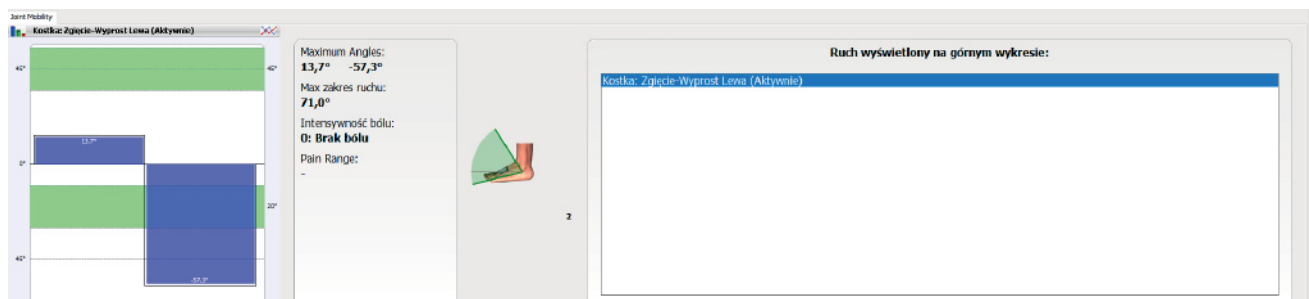 Joint Mobility
Kostka: Zgięcie-Wyprost Lewa (Aktywnie)
45°
45°
13,7°
0°
20°
45°
-57,3°
Maximum Angles:
13,7° -57,3°
Max zakres ruchu:
71,0°
Intensywność bólu:
0: Brak bólu
Pain Range:
-
2
Ruch wyświetlony na górnym wykresie:
Kostka: Zgięcie-Wyprost Lewa (Aktywnie)